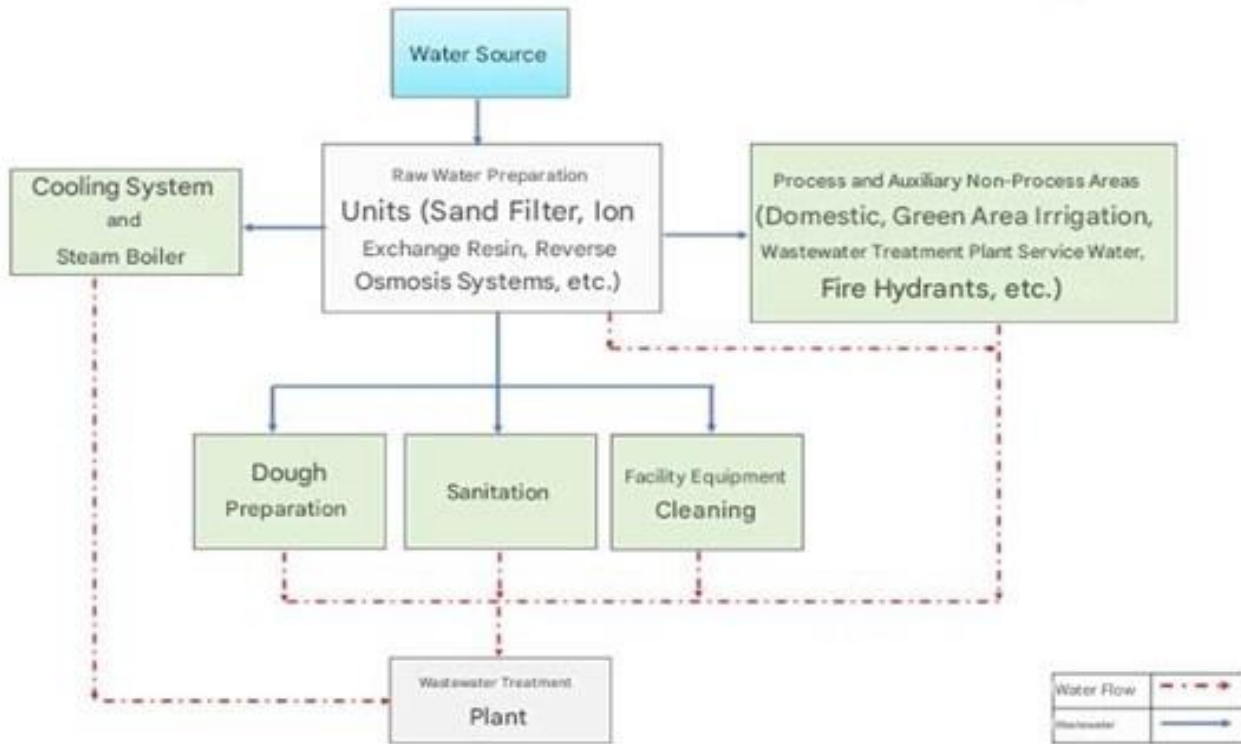 Water Source
Raw Water Preparation
Units (Sand Filter, Ion
Exchange Resin, Reverse
Osmosis Systems, etc.)
Cooling System
and
Steam Boiler
Process and Auxiliary Non-Process Areas
(Domestic, Green Area Irrigation,
Wastewater Treatment Plant Service Water,
Fire Hydrants, etc.)
Dough
Preparation
Sanitation
Facility Equipment
Cleaning
Wastewater Treatment
Plant
Water Flow
Wastewater